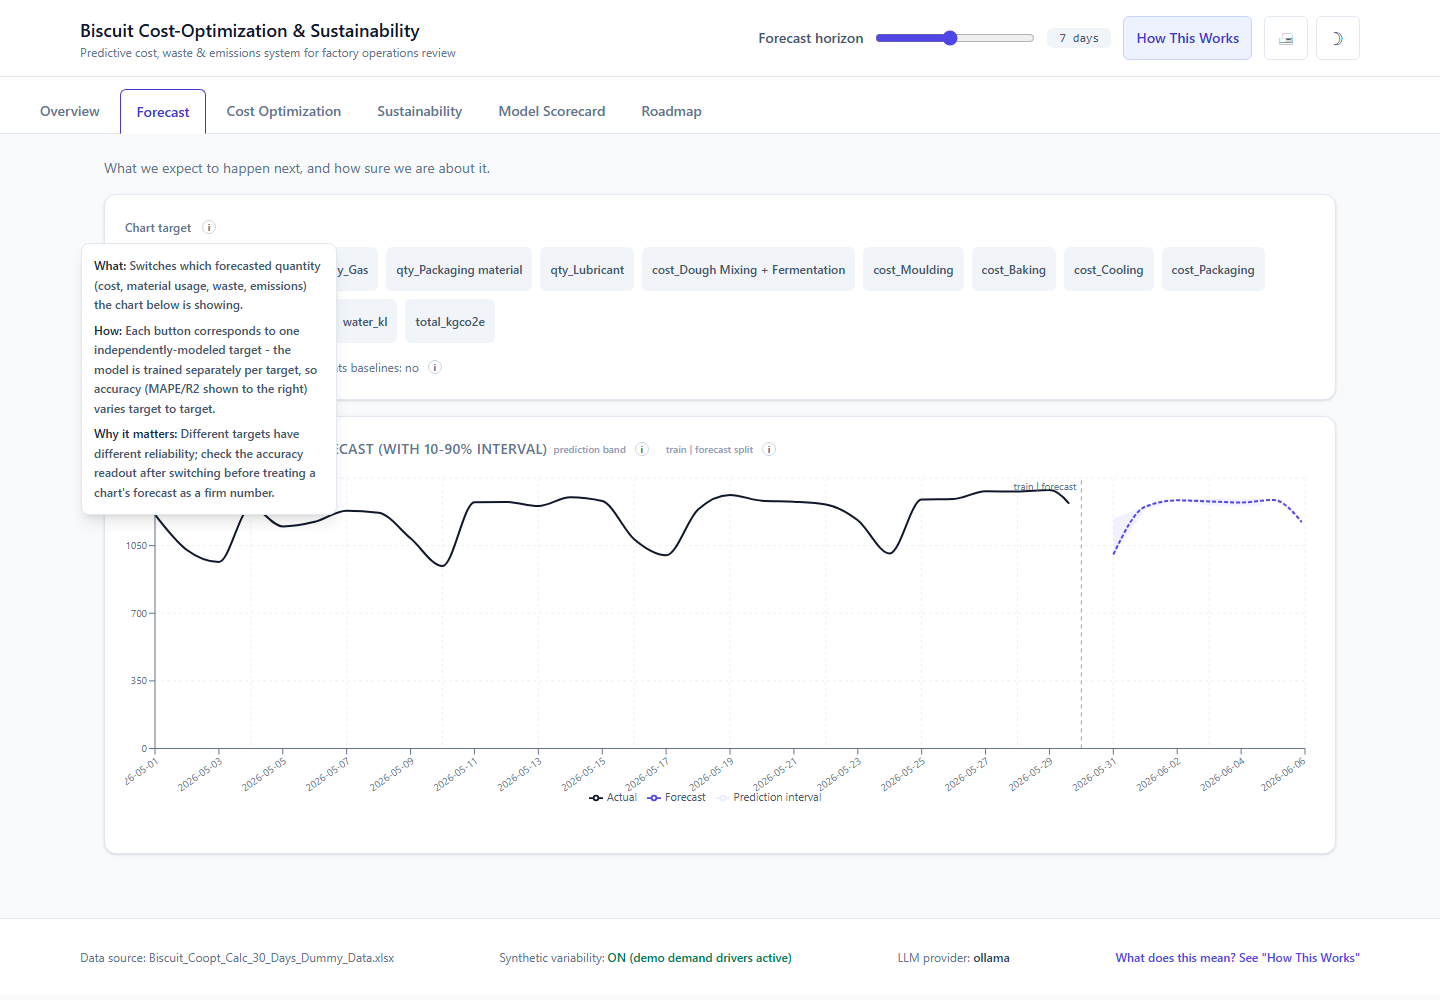 Biscuit Cost-Optimization & Sustainability
Predictive cost, waste & emissions system for factory operations review
Forecast horizon
7 days
How This Works
Overview
Forecast
Cost Optimization
Sustainability
Model Scorecard
Roadmap
What we expect to happen next, and how sure we are about it.
Chart target i
What: Switches which forecasted quantity
(cost, material usage, waste, emissions)
the chart below is showing.
How: Each button corresponds to one
independently-modeled target - the
model is trained separately per target, so
accuracy (MAPE/R2 shown to the right)
varies target to target.
Why it matters: Different targets have
different reliability; check the accuracy
readout after switching before treating a
chart's forecast as a firm number.
y_Gas
qty_Packaging material
qty_Lubricant
cost_Dough Mixing + Fermentation
cost_Moulding
cost_Baking
cost_Cooling
cost_Packaging
water_kl
total_kgco2e
ts baselines: no i
ECAST (WITH 10-90% INTERVAL) prediction band i train | forecast split i
train | forecast
1050
700
350
0
26-05-01
2026-05-03
2026-05-05
2026-05-07
2026-05-09
2026-05-11
2026-05-13
2026-05-15
2026-05-17
2026-05-19
2026-05-21
2026-05-23
2026-05-25
2026-05-27
2026-05-29
2026-05-31
2026-06-02
2026-06-04
2026-06-06
Actual Forecast Prediction interval
Data source: Biscuit_Coopt_Calc_30_Days_Dummy_Data.xlsx
Synthetic variability: ON (demo demand drivers active)
LLM provider: ollama
What does this mean? See "How This Works"